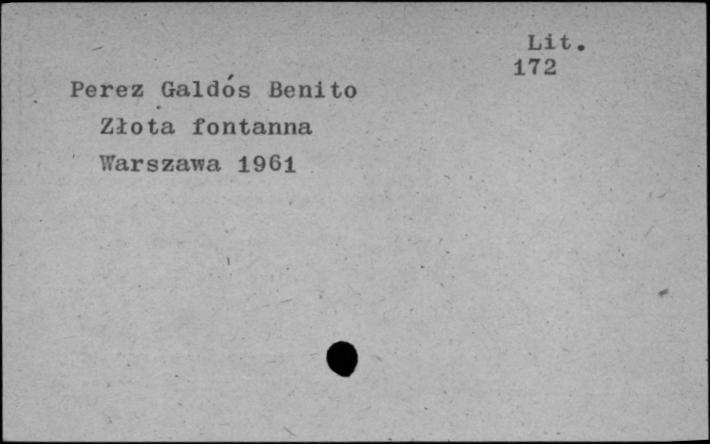 Lit.
172
Perez Galdós Benito
Złota fontanna
Warszawa 1961